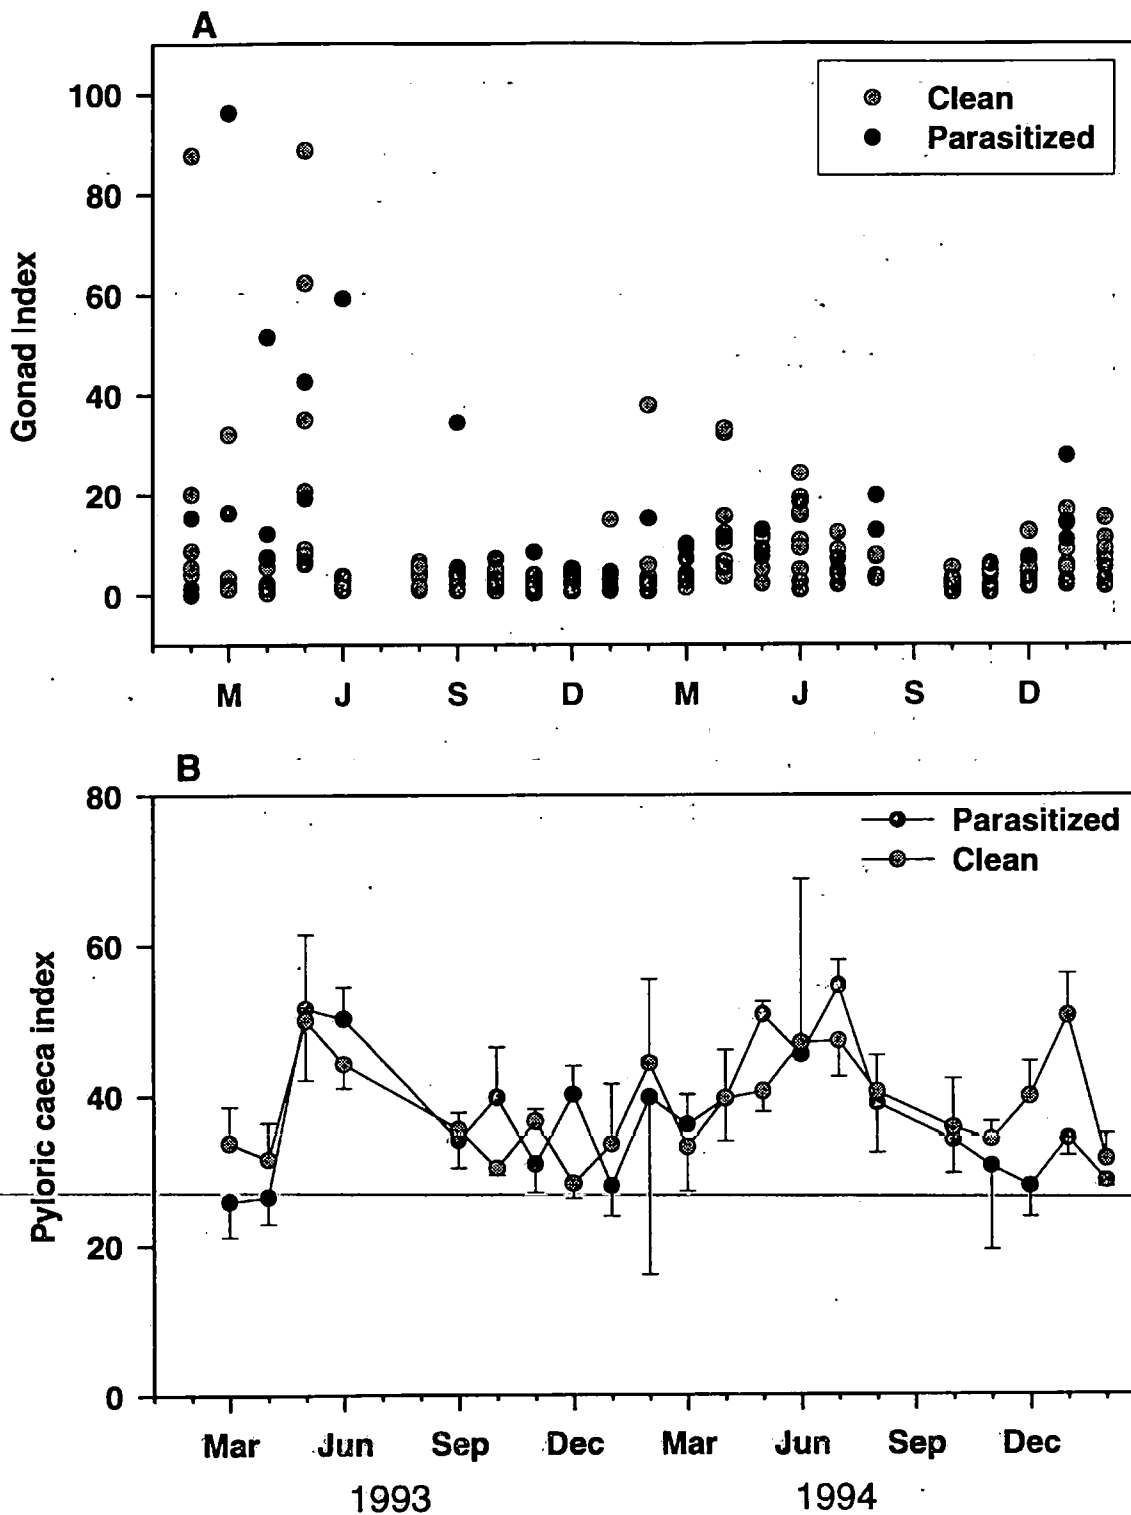 A
100
80
60
40
20
0
Gonad Index
Clean
Parasitized
M J S D M J S D
B
80
60
40
20
0
Pyloric caeca index
Parasitized
Clean
Mar Jun Sep Dec Mar Jun Sep Dec
1993 1994